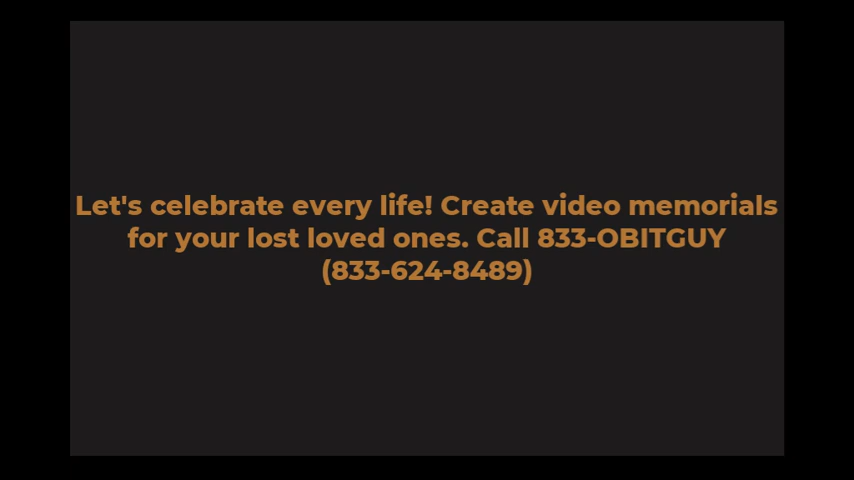 Let's celebrate every life! Create video memorials
for your lost loved ones. Call 833-OBITGUY
(833-624-8489)